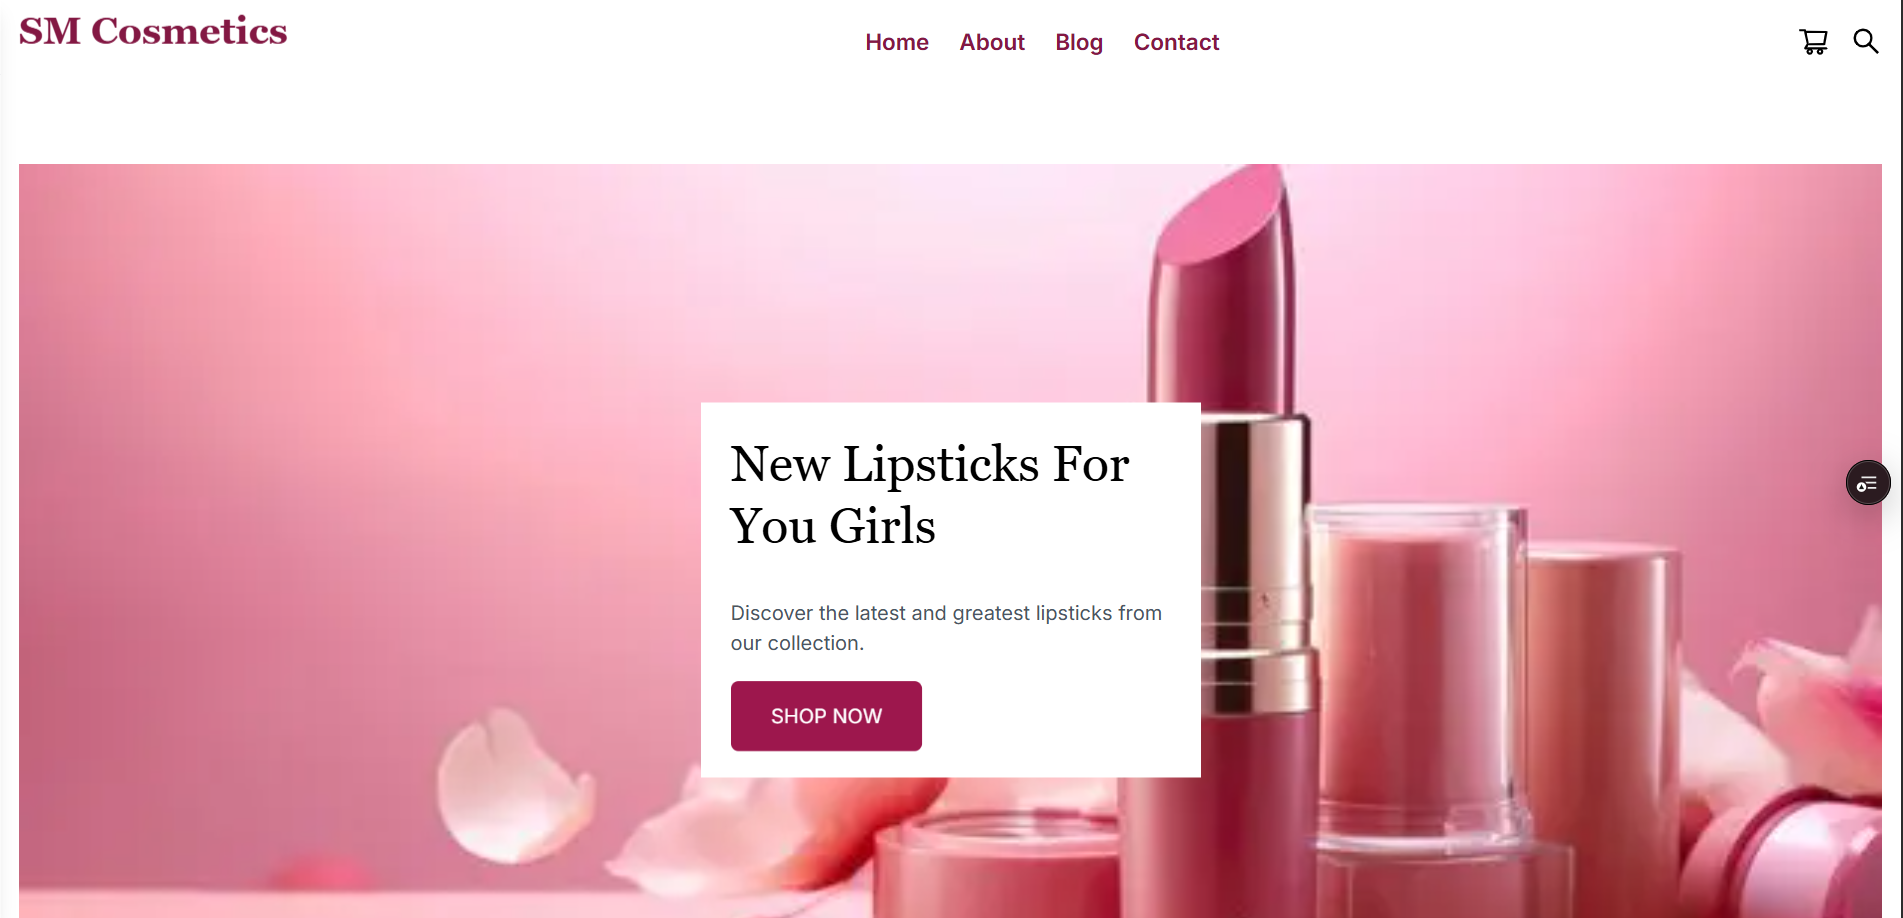 SM Cosmetics
Home About Blog Contact
New Lipsticks For
You Girls
Discover the latest and greatest lipsticks from
our collection.
SHOP NOW